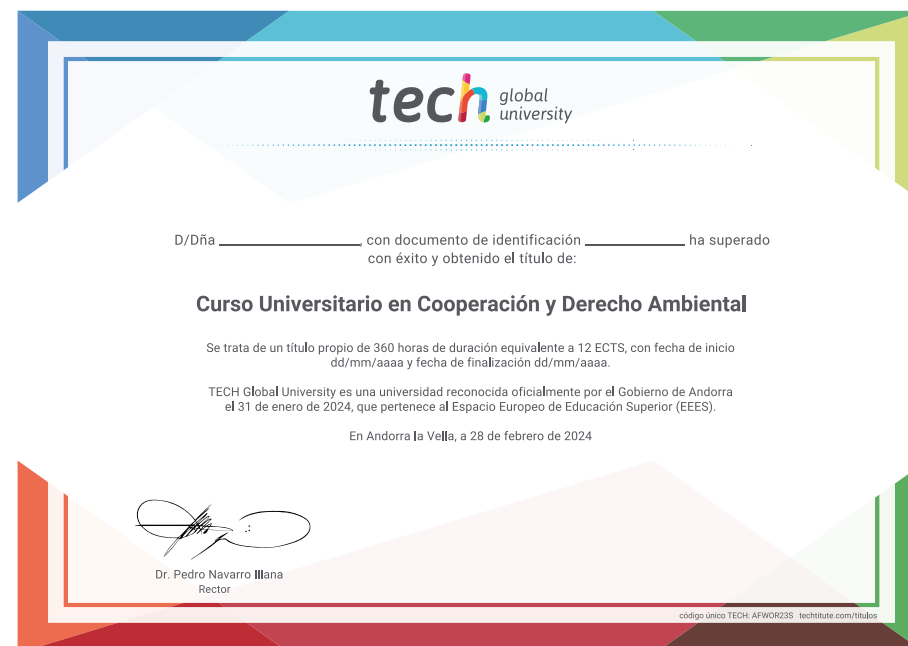 tech global
university
D/Dña ____________________, con documento de identificación ______________ ha superado
con éxito y obtenido el título de:
Curso Universitario en Cooperación y Derecho Ambiental
Se trata de un título propio de 360 horas de duración equivalente a 12 ECTS, con fecha de inicio
dd/mm/aaaa y fecha de finalización dd/mm/aaaa.
TECH Global University es una universidad reconocida oficialmente por el Gobierno de Andorra
el 31 de enero de 2024, que pertenece al Espacio Europeo de Educación Superior (EEES).
En Andorra la Vella, a 28 de febrero de 2024
Dr. Pedro Navarro Illana
Rector
código único TECH: AFWOR23S techtitute.com/titulos